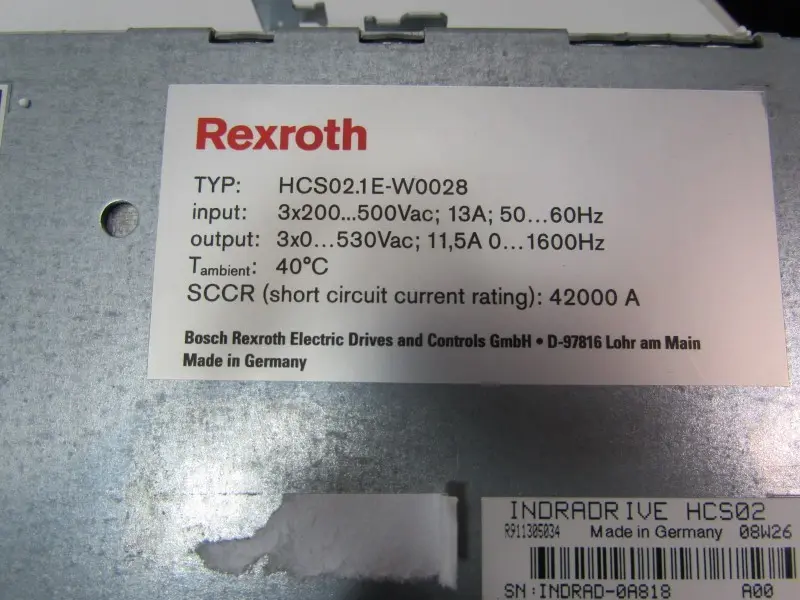 Rexroth
TYP: HCS02.1E-W0028
input: 3x200...500Vac; 13A; 50...60Hz
output: 3x0...530Vac; 11,5A 0...1600Hz
Tambient: 40°C
SCCR (short circuit current rating): 42000 A
Bosch Rexroth Electric Drives and Controls GmbH • D-97816 Lohr am Main
Made in Germany
INDRADRIVE HCS02
R911305034 Made in Germany 08W26
SN:INDRAD-0A818 A00